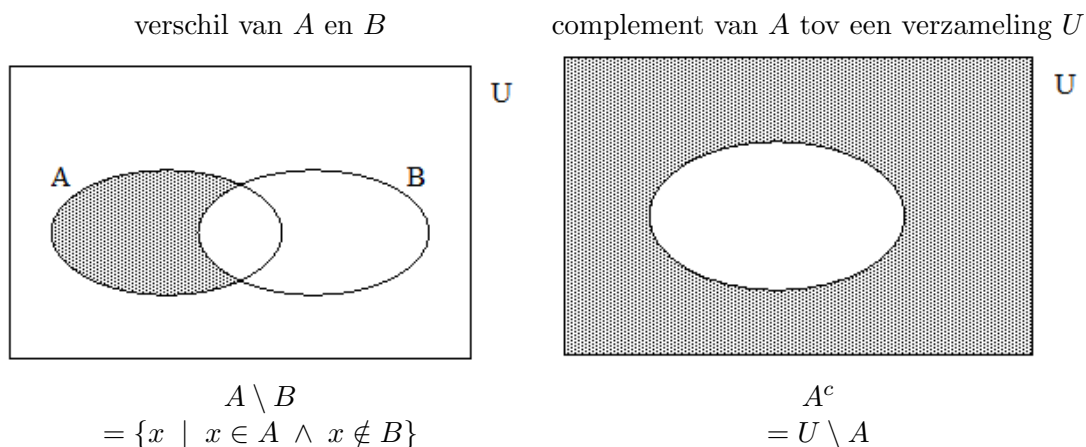 verschil van A en B
U
A
B
A \ B
= {x | x ∈ A ∧ x ∉ B}
complement van A tov een verzameling U
U
A^c
= U \ A